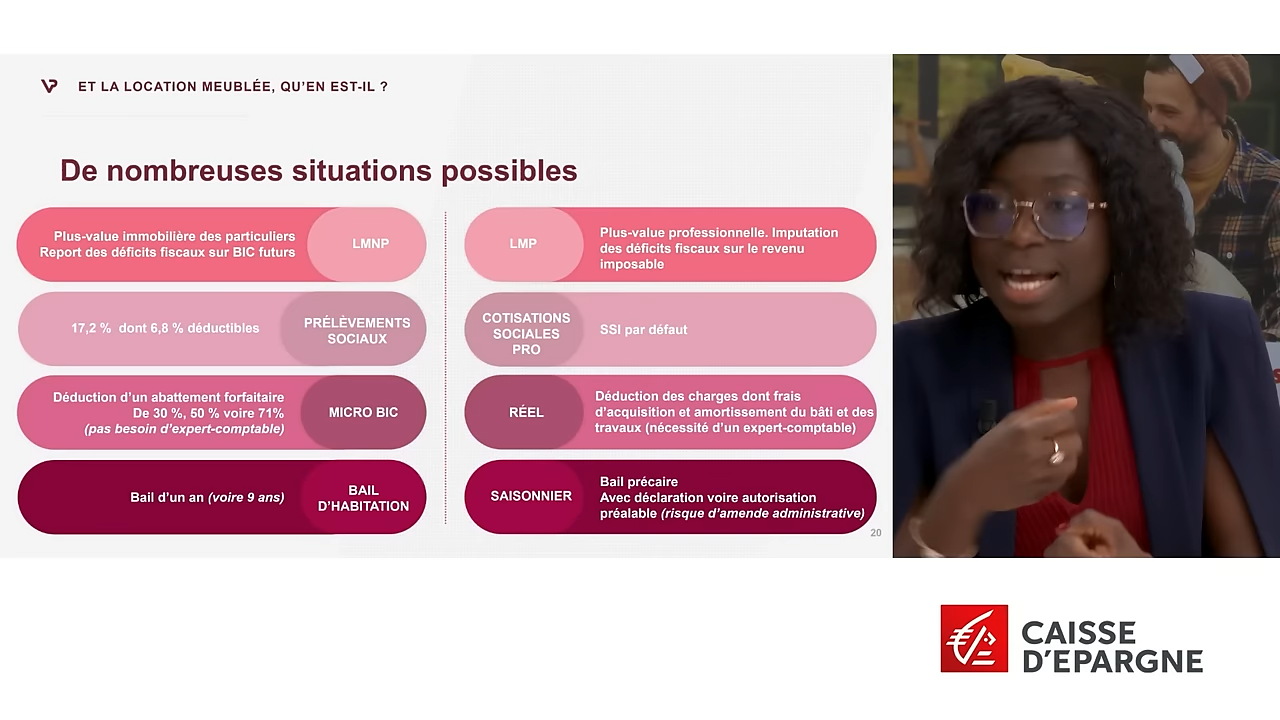 ET LA LOCATION MEUBLÉE, QU'EN EST-IL ?
De nombreuses situations possibles
Plus-value immobilière des particuliers
Report des déficits fiscaux sur BIC futurs
LMNP
LMP
Plus-value professionnelle. Imputation
des déficits fiscaux sur le revenu
imposable
17,2 % dont 6,8 % déductibles
PRÉLÈVEMENTS
SOCIAUX
COTISATIONS
SOCIALES
PRO
SSI par défaut
Déduction d'un abattement forfaitaire
De 30 %, 50 % voire 71%
(pas besoin d'expert-comptable)
MICRO BIC
RÉEL
Déduction des charges dont frais
d'acquisition et amortissement du bâti et des
travaux (nécessité d'un expert-comptable)
Bail d'un an (voire 9 ans)
BAIL
D'HABITATION
SAISONNIER
Bail précaire
Avec déclaration voire autorisation
préalable (risque d'amende administrative)
20
CAISSE
D'EPARGNE